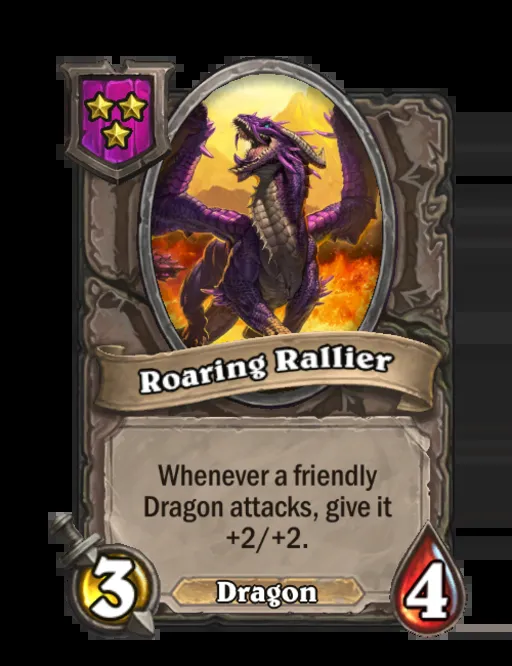 Roaring Rallier
Whenever a friendly
Dragon attacks, give it
+2/+2.
3
Dragon
4